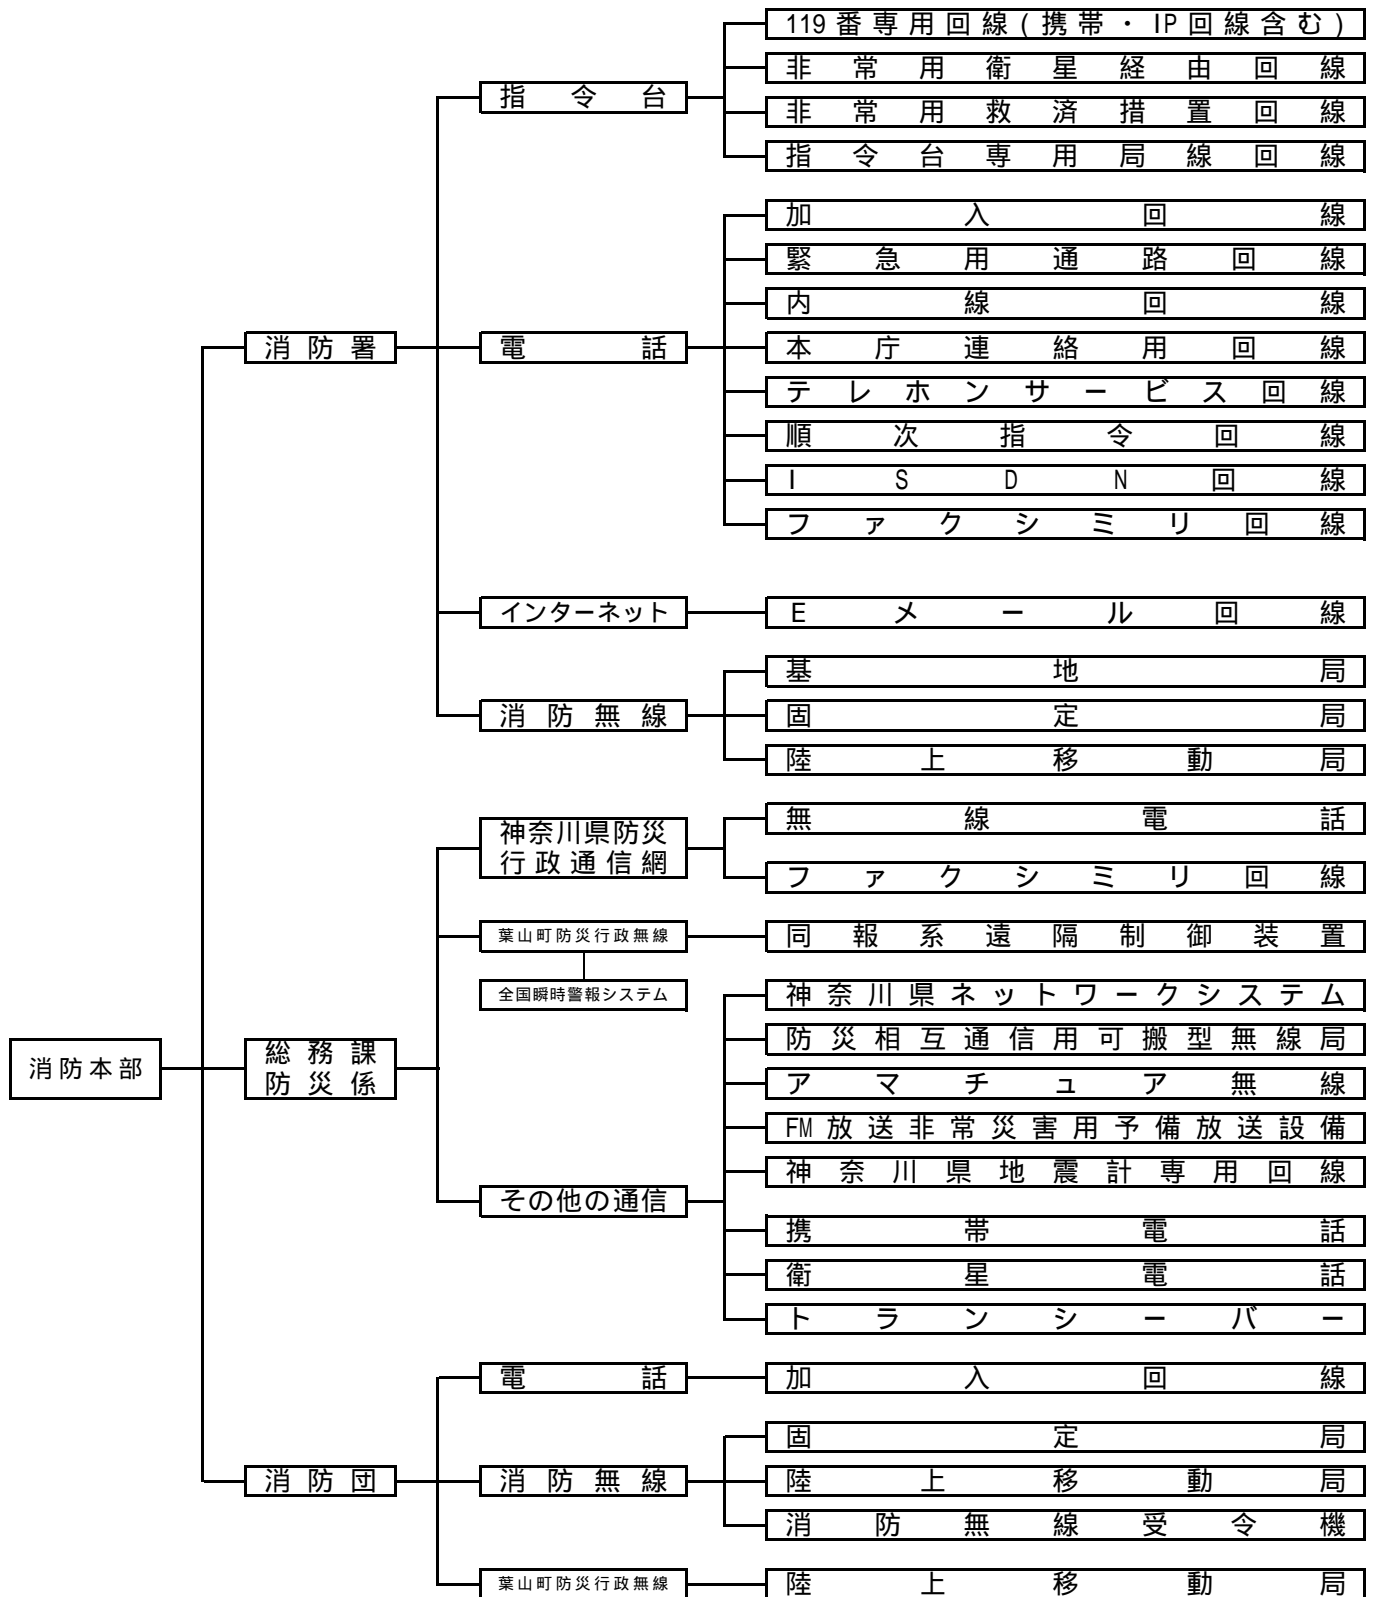 119番専用回線(携帯・IP回線含む)
非常用衛星経由回線
指令台
非常用救済措置回線
指令台専用局線回線
加入回線
緊急用通路回線
内線回線
消防署
電話
本庁連絡用回線
テレホンサービス回線
順次指令回線
ISDN回線
ファクシミリ回線
インターネット
Eメール回線
基地局
消防無線
固定局
陸上移動局
神奈川県防災
行政通信網
無線電話
ファクシミリ回線
葉山町防災行政無線
同報系遠隔制御装置
全国瞬時警報システム
神奈川県ネットワークシステム
消防本部
総務課
防災係
防災相互通信用可搬型無線局
アマチュア無線
FM放送非常災害用予備放送設備
神奈川県地震計専用回線
その他の通信
携帯電話
衛星電話
トランシーバー
電話
加入回線
固定局
消防団
消防無線
陸上移動局
消防無線受令機
葉山町防災行政無線
陸上移動局